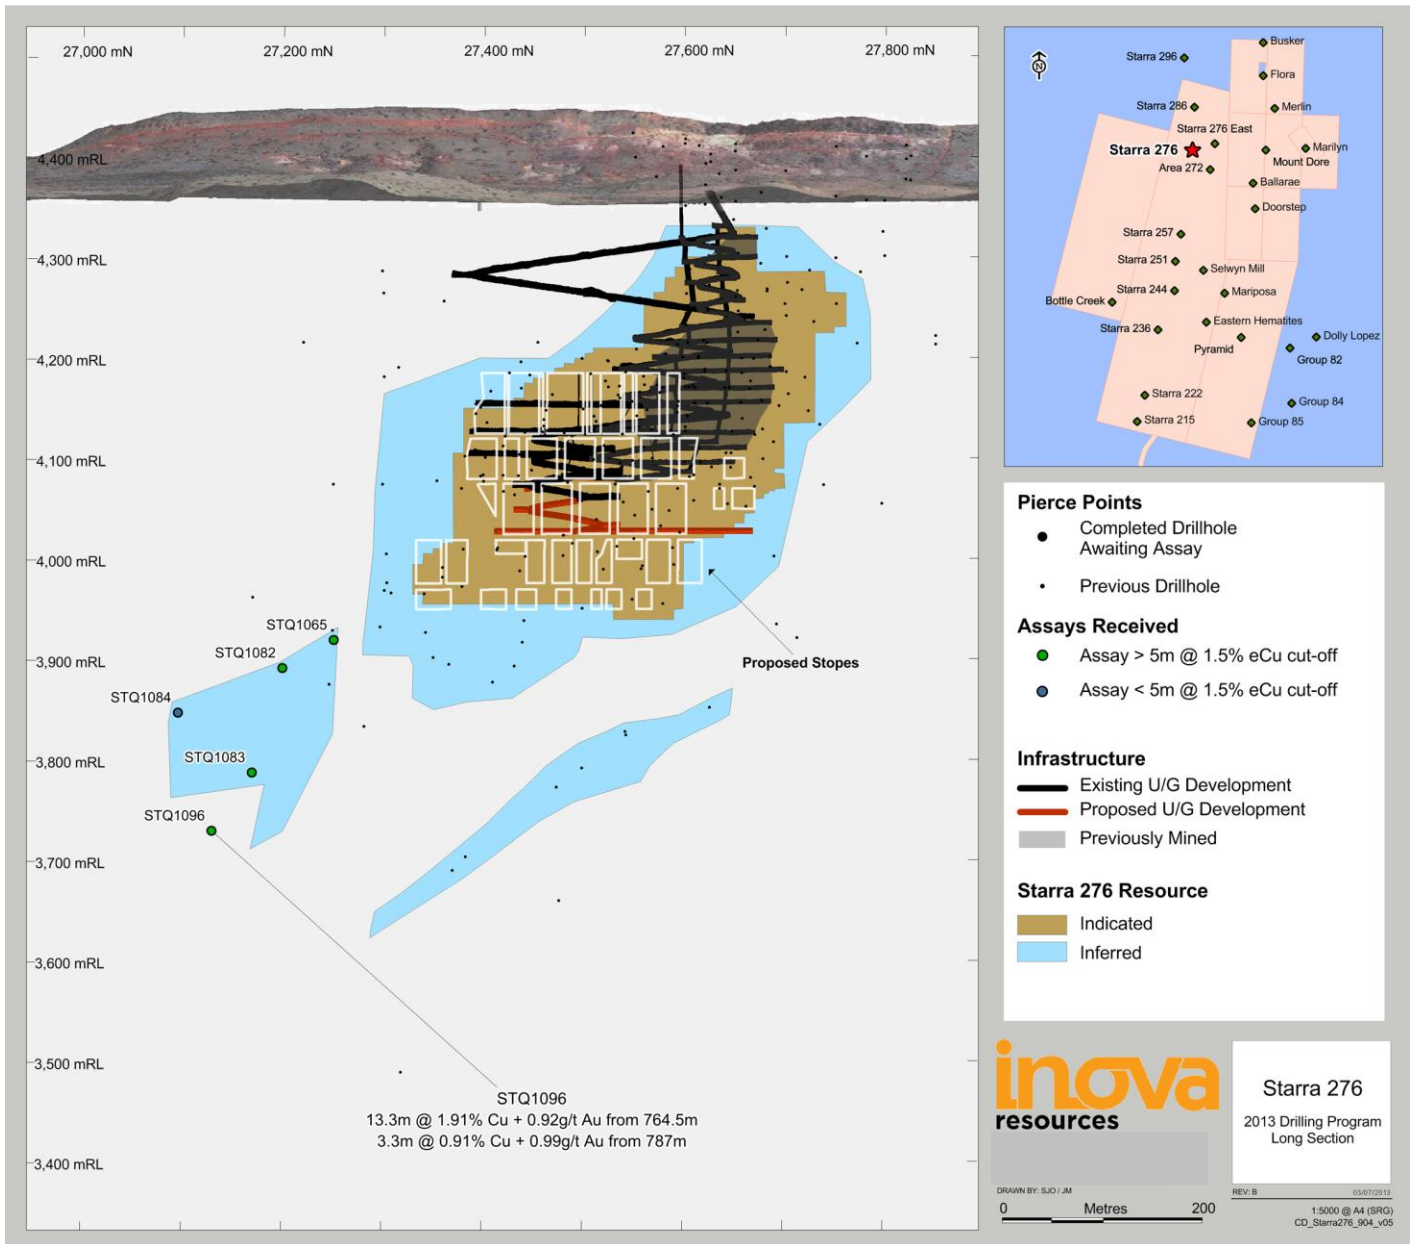 27,000 mN
27,200 mN
27,400 mN
27,600 mN
27,800 mN
4,400 mRL
4,300 mRL
4,200 mRL
4,100 mRL
4,000 mRL
3,900 mRL
3,800 mRL
3,700 mRL
3,600 mRL
3,500 mRL
3,400 mRL
STQ1065
STQ1082
STQ1084
STQ1083
STQ1096
Proposed Stopes
STQ1096
13.3m @ 1.91% Cu + 0.92g/t Au from 764.5m
3.3m @ 0.91% Cu + 0.99g/t Au from 787m
N
Busker
Starra 296
Flora
Starra 286
Merlin
Starra 276 East
Starra 276
Marilyn
Mount Dore
Area 272
Ballarae
Doorstep
Starra 257
Starra 251
Selwyn Mill
Starra 244
Mariposa
Bottle Creek
Eastern Hematites
Starra 236
Dolly Lopez
Pyramid
Group 82
Starra 222
Group 84
Starra 215
Group 85
Pierce Points
Completed Drillhole
Awaiting Assay
Previous Drillhole
Assays Received
Assay > 5m @ 1.5% eCu cut-off
Assay < 5m @ 1.5% eCu cut-off
Infrastructure
Existing U/G Development
Proposed U/G Development
Previously Mined
Starra 276 Resource
Indicated
Inferred
inova
resources
Starra 276
2013 Drilling Program
Long Section
DRAWN BY: SJO / JM
REV: B 03/07/2013
0 Metres 200
1:5000 @ A4 (SRG)
CD_Starra276_904_v05